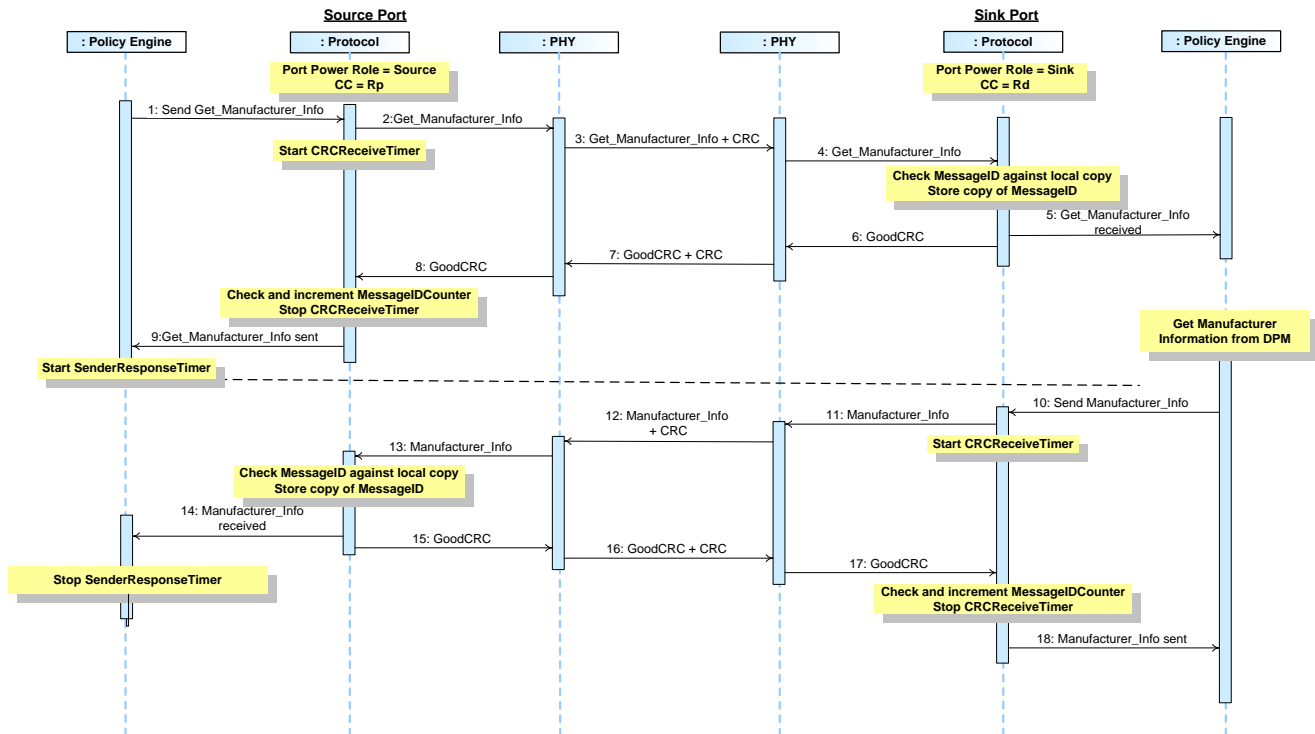 Source Port
Sink Port
: Policy Engine
: Protocol
: PHY
: PHY
: Protocol
: Policy Engine
Port Power Role = Source
CC = Rp
Port Power Role = Sink
CC = Rd
1: Send Get_Manufacturer_Info
2:Get_Manufacturer_Info
Start CRCReceiveTimer
3: Get_Manufacturer_Info + CRC
4: Get_Manufacturer_Info
Check MessageID against local copy
Store copy of MessageID
5: Get_Manufacturer_Info
received
6: GoodCRC
7: GoodCRC + CRC
8: GoodCRC
Check and increment MessageIDCounter
Stop CRCReceiveTimer
9:Get_Manufacturer_Info sent
Start SenderResponseTimer
Get Manufacturer
Information from DPM
10: Send Manufacturer_Info
11: Manufacturer_Info
Start CRCReceiveTimer
12: Manufacturer_Info
+ CRC
13: Manufacturer_Info
Check MessageID against local copy
Store copy of MessageID
14: Manufacturer_Info
received
15: GoodCRC
16: GoodCRC + CRC
17: GoodCRC
Stop SenderResponseTimer
Check and increment MessageIDCounter
Stop CRCReceiveTimer
18: Manufacturer_Info sent